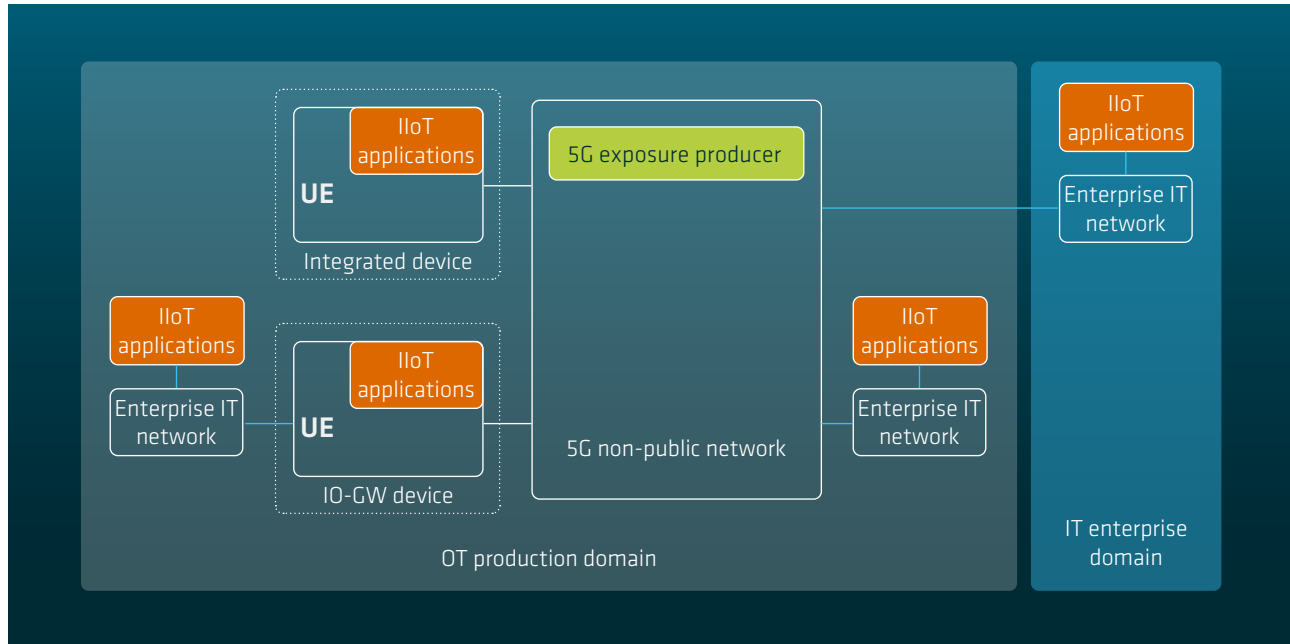 IIoT
applications
UE
Integrated device
5G exposure producer
IIoT
applications
Enterprise IT
network
IIoT
applications
Enterprise IT
network
IIoT
applications
UE
IO-GW device
5G non-public network
IIoT
applications
Enterprise IT
network
OT production domain
IT enterprise
domain